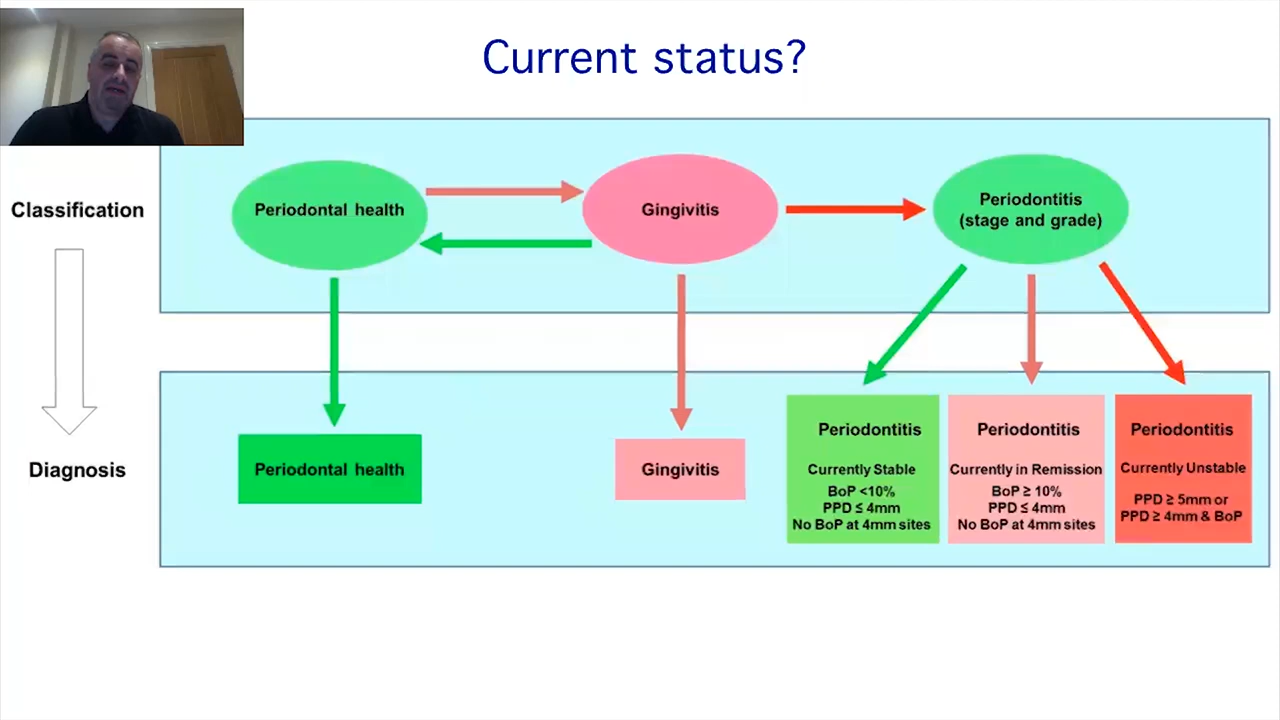 Current status?
Classification
Periodontal health
Gingivitis
Periodontitis
(stage and grade)
Diagnosis
Periodontal health
Gingivitis
Periodontitis
Currently Stable
BoP <10%
PPD ≤ 4mm
No BoP at 4mm sites
Periodontitis
Currently in Remission
BoP ≥ 10%
PPD ≤ 4mm
No BoP at 4mm sites
Periodontitis
Currently Unstable
PPD ≥ 5mm or
PPD ≥ 4mm & BoP